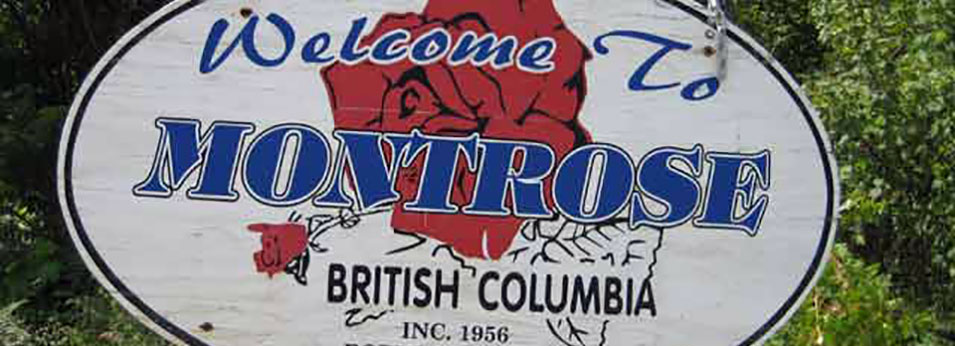 Welcome To
MONTROSE
BRITISH COLUMBIA
INC. 1956